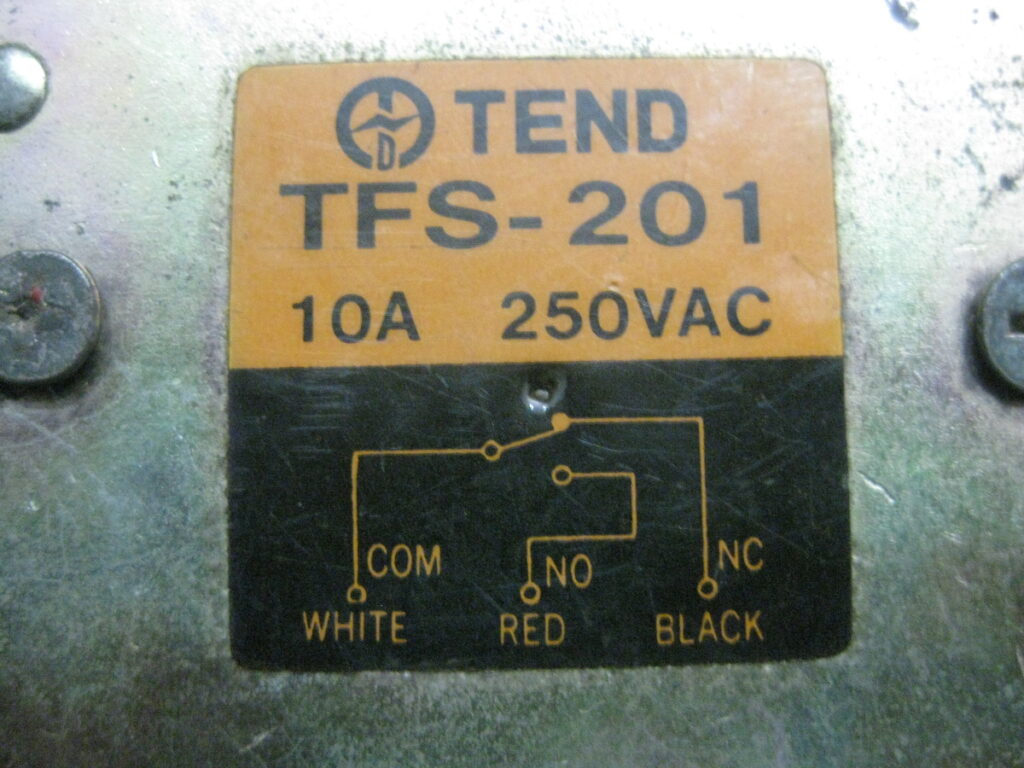 TEND
TFS-201
10A 250VAC
COM NO NC
WHITE RED BLACK